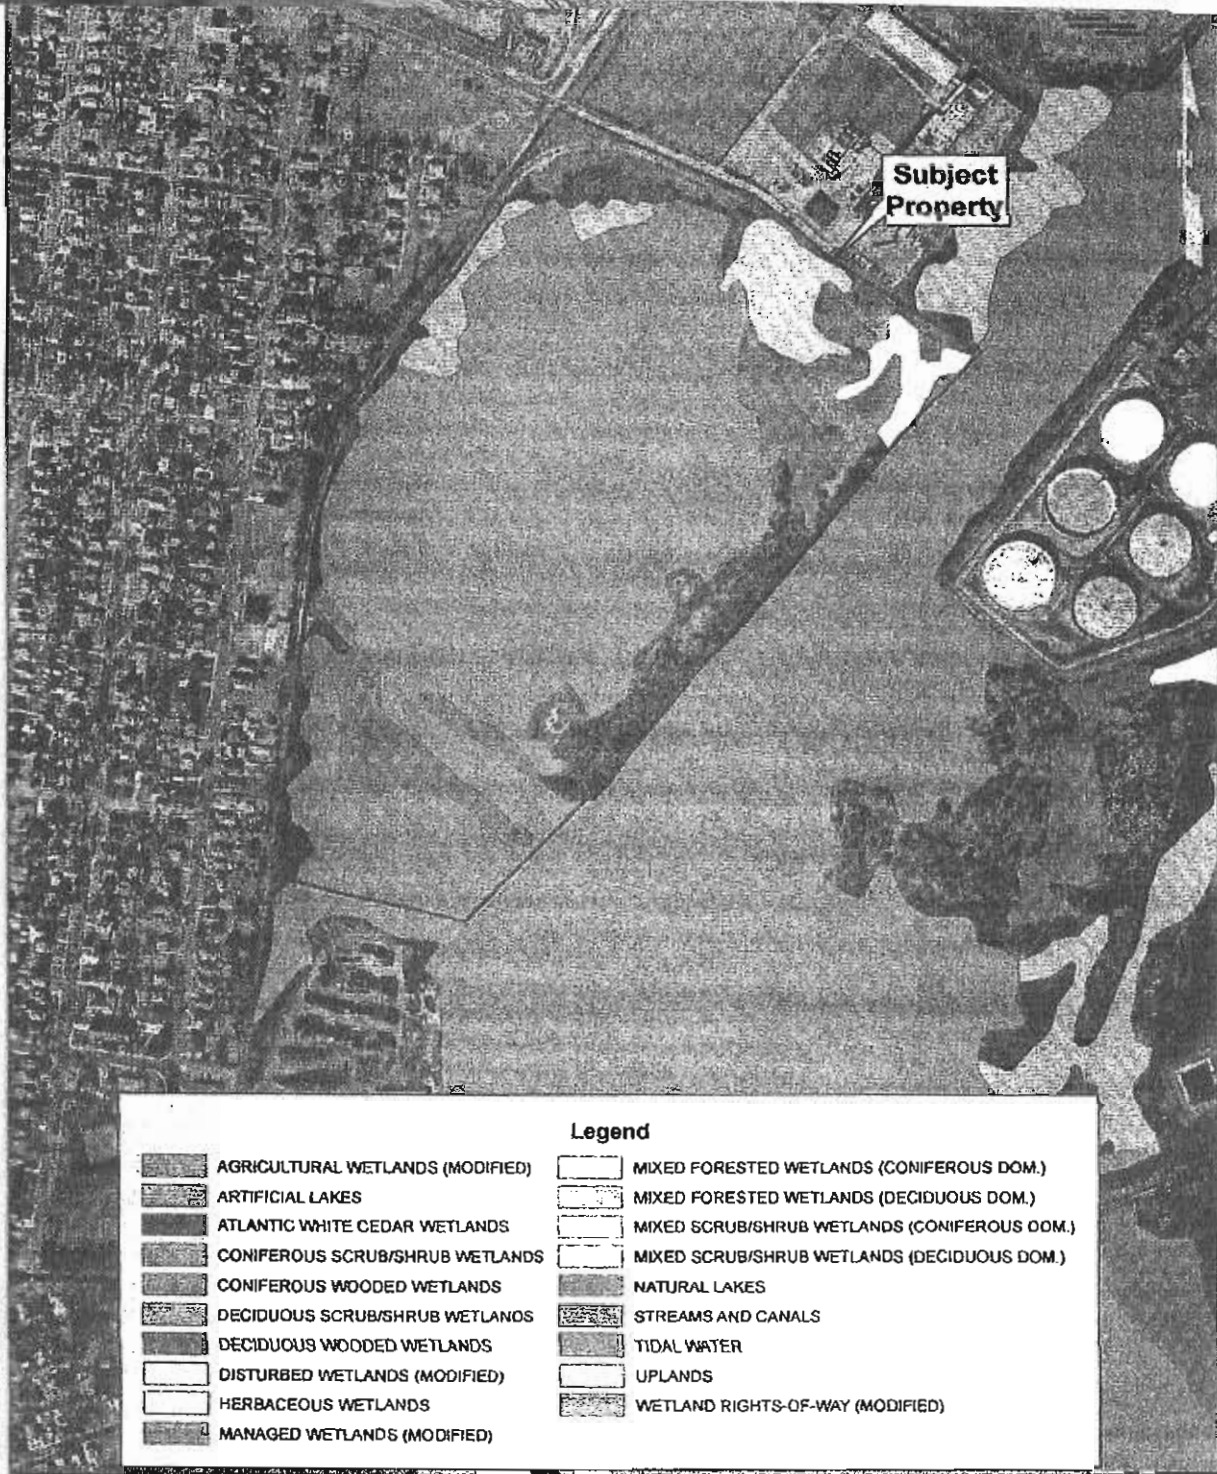 Subject
Property
Legend
AGRICULTURAL WETLANDS (MODIFIED)
ARTIFICIAL LAKES
ATLANTIC WHITE CEDAR WETLANDS
CONIFEROUS SCRUB/SHRUB WETLANDS
CONIFEROUS WOODED WETLANDS
DECIDUOUS SCRUB/SHRUB WETLANDS
DECIDUOUS WOODED WETLANDS
DISTURBED WETLANDS (MODIFIED)
HERBACEOUS WETLANDS
MANAGED WETLANDS (MODIFIED)
MIXED FORESTED WETLANDS (CONIFEROUS DOM.)
MIXED FORESTED WETLANDS (DECIDUOUS DOM.)
MIXED SCRUB/SHRUB WETLANDS (CONIFEROUS DOM.)
MIXED SCRUB/SHRUB WETLANDS (DECIDUOUS DOM.)
NATURAL LAKES
STREAMS AND CANALS
TIDAL WATER
UPLANDS
WETLAND RIGHTS-OF-WAY (MODIFIED)